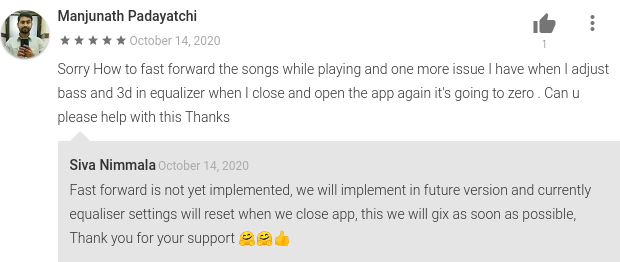 Manjunath Padayatchi
★★★★★ October 14, 2020
1
Sorry How to fast forward the songs while playing and one more issue I have when I adjust
bass and 3d in equalizer when I close and open the app again it's going to zero . Can u
please help with this Thanks
Siva Nimmala October 14, 2020
Fast forward is not yet implemented, we will implement in future version and currently
equaliser settings will reset when we close app, this we will gix as soon as possible,
Thank you for your support 🤗🤗👍